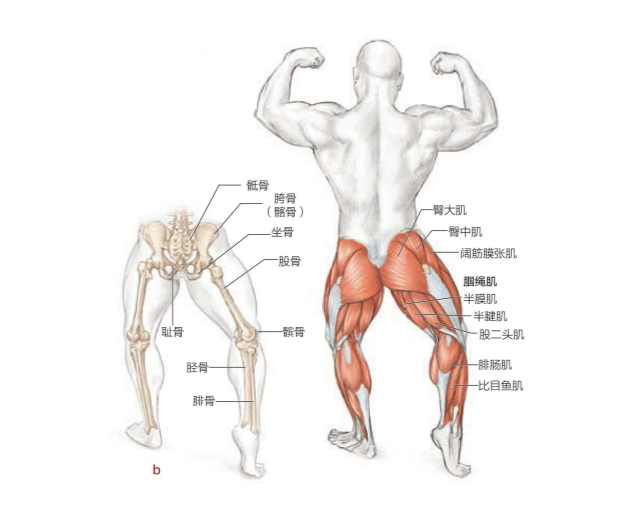 骶骨
胯骨
（髂骨）
坐骨
股骨
耻骨
髌骨
胫骨
腓骨
臀大肌
臀中肌
阔筋膜张肌
腘绳肌
半膜肌
半腱肌
股二头肌
腓肠肌
比目鱼肌
b